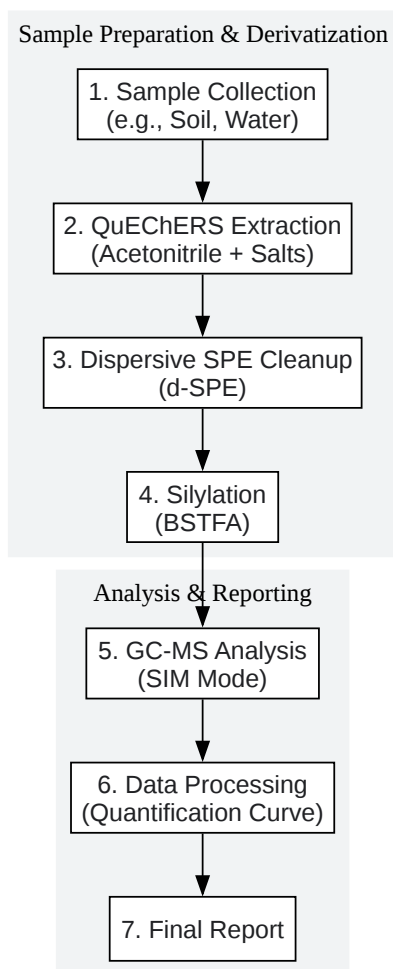 Sample Preparation & Derivatization
1. Sample Collection
(e.g., Soil, Water)
2. QuEChERS Extraction
(Acetonitrile + Salts)
3. Dispersive SPE Cleanup
(d-SPE)
4. Silylation
(BSTFA)
Analysis & Reporting
5. GC-MS Analysis
(SIM Mode)
6. Data Processing
(Quantification Curve)
7. Final Report